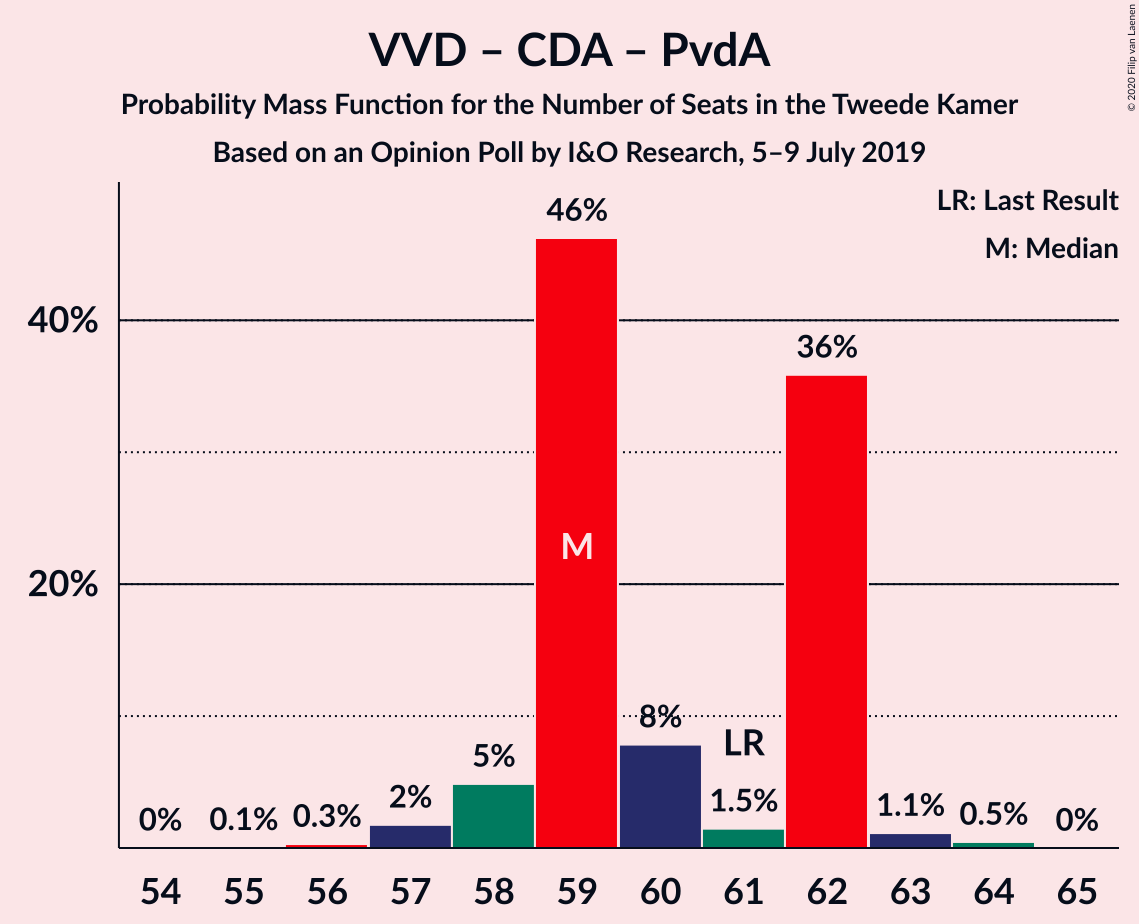 VVD – CDA – PvdA
Probability Mass Function for the Number of Seats in the Tweede Kamer
Based on an Opinion Poll by I&O Research, 5–9 July 2019
© 2020 Filip van Laenen
LR: Last Result
M: Median
40%
20%
0%
0.1%
0.3%
2%
5%
46%
M
8%
LR
1.5%
36%
1.1%
0.5%
0%
54 55 56 57 58 59 60 61 62 63 64 65